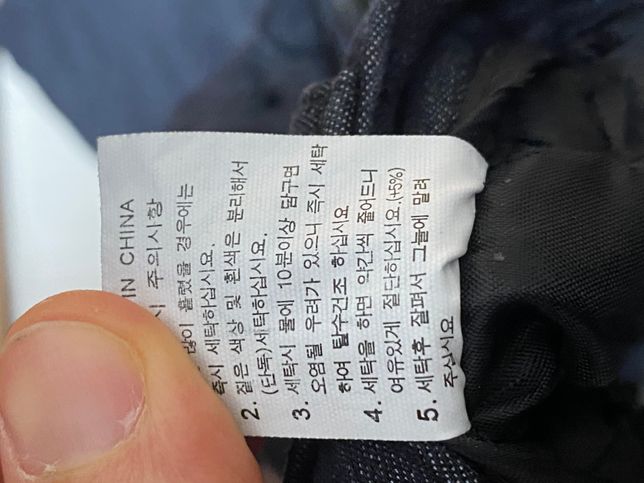 IN CHINA
주의사항
많이 흘렸을 경우에는
즉시 세탁하십시요.
2. 짙은 색상 및 흰색은 분리해서
(단독)세탁하십시요.
3. 세탁시 물에 10분이상 담구면
오염될 우려가 있으니 즉시 세탁
하여 탈수건조 하십시요
4. 세탁을 하면 약간씩 줄어드니
여유있게 절단하십시요.(+5%)
5. 세탁후 잘펴서 그늘에 말려
주십시요